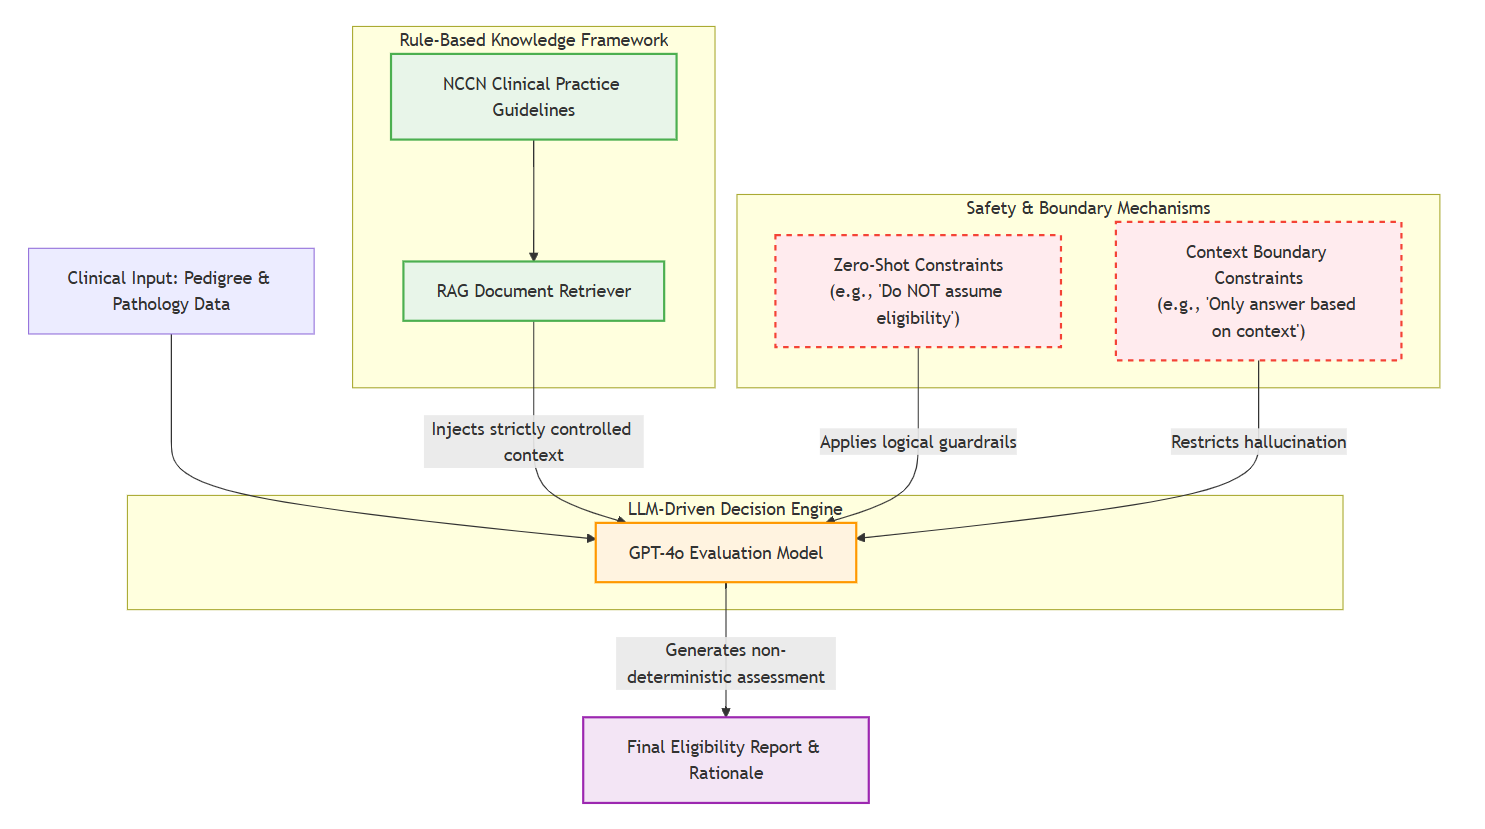 Rule-Based Knowledge Framework
NCCN Clinical Practice
Guidelines
RAG Document Retriever
Clinical Input: Pedigree &
Pathology Data
Safety & Boundary Mechanisms
Zero-Shot Constraints
(e.g., 'Do NOT assume
eligibility')
Context Boundary
Constraints
(e.g., 'Only answer based
on context')
Injects strictly controlled
context
Applies logical guardrails
Restricts hallucination
LLM-Driven Decision Engine
GPT-4o Evaluation Model
Generates non-
deterministic assessment
Final Eligibility Report &
Rationale